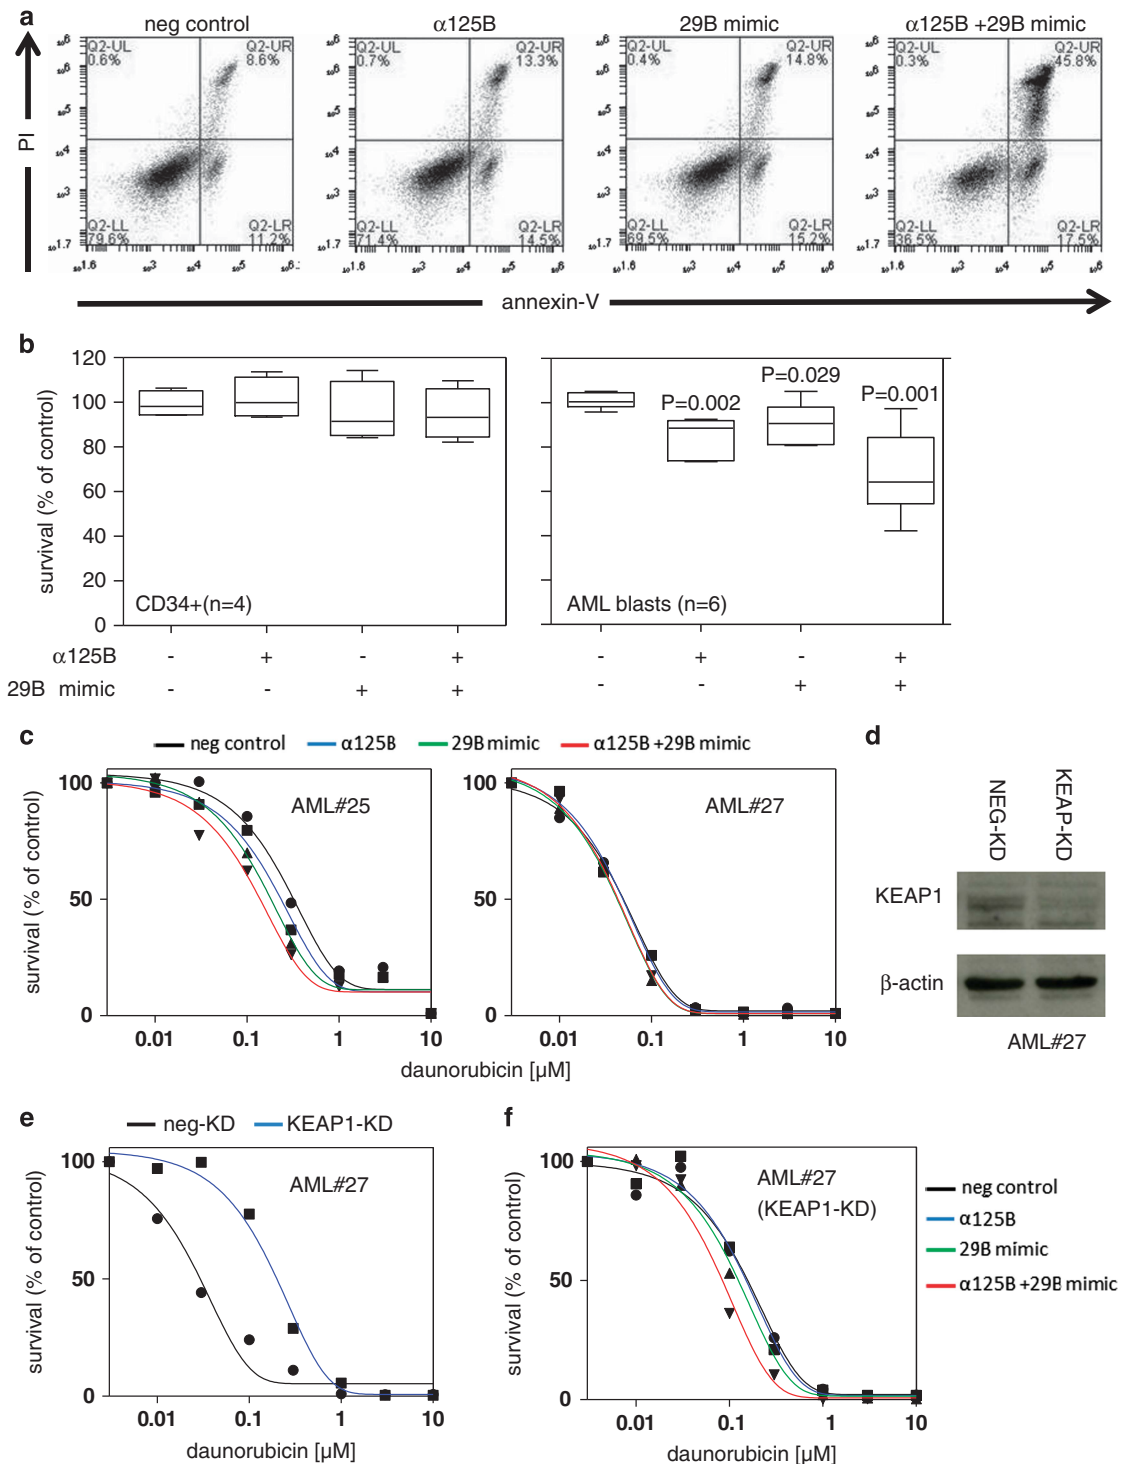 a
neg control
α125B
29B mimic
α125B +29B mimic
PI
Q2-UL
0.6%
Q2-UR
8.6%
Q2-LL
79.6%
Q2-LR
11.2%
Q2-UL
0.7%
Q2-UR
13.3%
Q2-LL
71.4%
Q2-LR
14.5%
Q2-UL
0.4%
Q2-UR
14.8%
Q2-LL
69.5%
Q2-LR
15.2%
Q2-UL
0.3%
Q2-UR
45.8%
Q2-LL
36.5%
Q2-LR
17.5%
annexin-V
b
survival (% of control)
120
100
80
60
40
20
0
CD34+(n=4)
P=0.002
P=0.029
P=0.001
AML blasts (n=6)
α125B - + - + - + - +
29B mimic - - + + - - + +
c
neg control
α125B
29B mimic
α125B +29B mimic
survival (% of control)
100
50
0
AML#25
0.01 0.1 1 10
100
50
0
AML#27
0.01 0.1 1 10
daunorubicin [µM]
d
NEG-KD
KEAP-KD
KEAP1
β-actin
AML#27
e
neg-KD
KEAP1-KD
survival (% of control)
100
50
0
AML#27
0.01 0.1 1 10
daunorubicin [µM]
f
survival (% of control)
100
50
0
AML#27
(KEAP1-KD)
0.01 0.1 1 10
daunorubicin [µM]
neg control
α125B
29B mimic
α125B +29B mimic